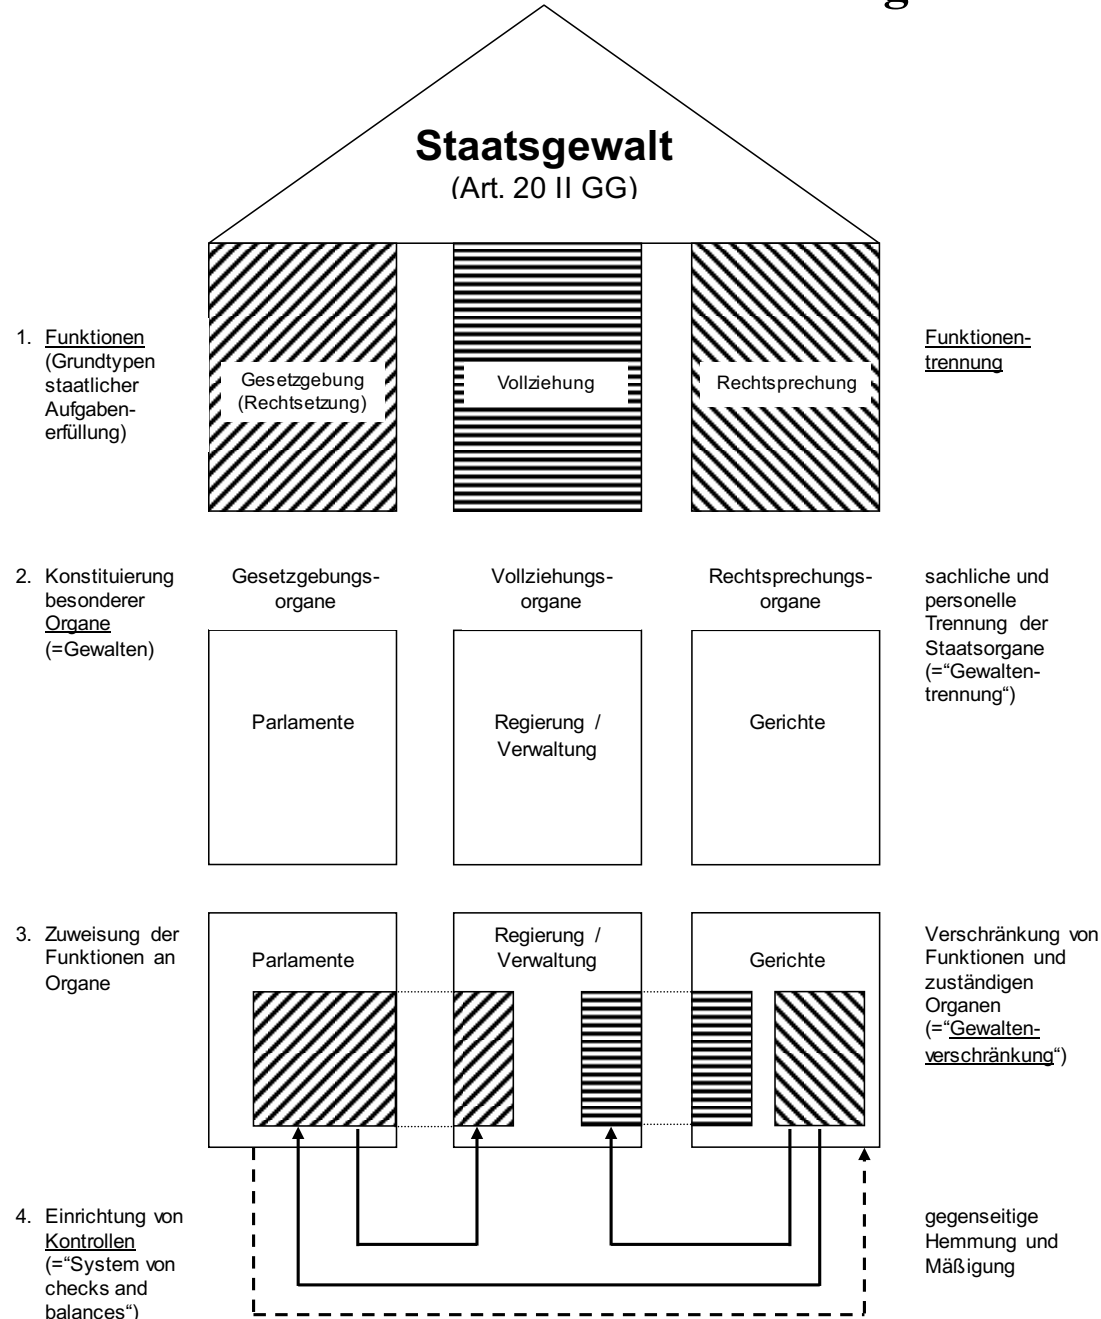 Staatsgewalt
(Art. 20 II GG)
1. Funktionen
(Grundtypen
staatlicher
Aufgaben-
erfüllung)
Gesetzgebung
(Rechtsetzung)
Vollziehung
Rechtsprechung
Funktionen-
trennung
2. Konstituierung
besonderer
Organe
(=Gewalten)
Gesetzgebungs-
organe
Vollziehungs-
organe
Rechtsprechungs-
organe
sachliche und
personelle
Trennung der
Staatsorgane
(=“Gewalten-
trennung“)
Parlamente
Regierung /
Verwaltung
Gerichte
3. Zuweisung der
Funktionen an
Organe
Parlamente
Regierung /
Verwaltung
Gerichte
Verschränkung von
Funktionen und
zuständigen
Organen
(=“Gewalten-
verschränkung“)
4. Einrichtung von
Kontrollen
(=“System von
checks and
balances“)
gegenseitige
Hemmung und
Mäßigung